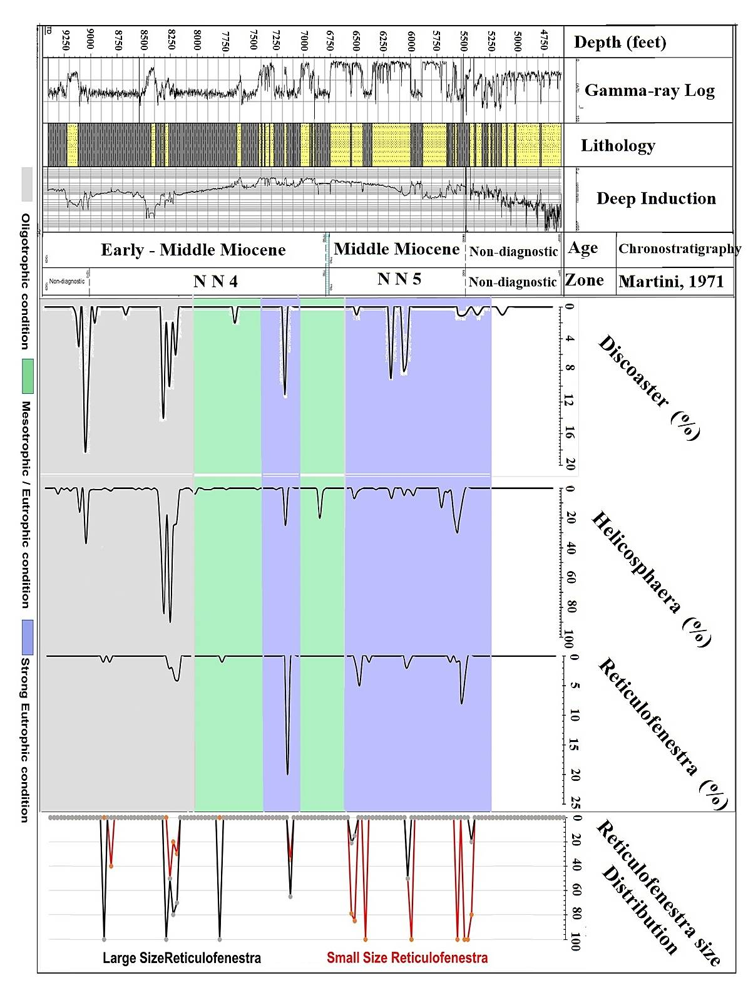 TD
9250 9000 8750 8500 8250 8000 7750 7500 7250 7000 6750 6500 6250 6000 5750 5500 5250 5000 4750
Depth (feet)
Gamma-ray Log
Lithology
Deep Induction
Early - Middle Miocene
Middle Miocene
Non-diagnostic
Age
Chronostratigraphy
Non-diagnostic
N N 4
N N 5
Non-diagnostic
Zone
Martini, 1971
0
4
8
12
16
20
Discoaster (%)
0
20
40
60
80
100
Helicosphaera (%)
0
5
10
15
20
25
Reticulofenestra (%)
0
20
40
60
80
100
Reticulofenestra size
Distribution
Large SizeReticulofenestra
Small Size Reticulofenestra
Oligotrophic condition
Mesotrophic / Eutrophic condition
Strong Eutrophic condition